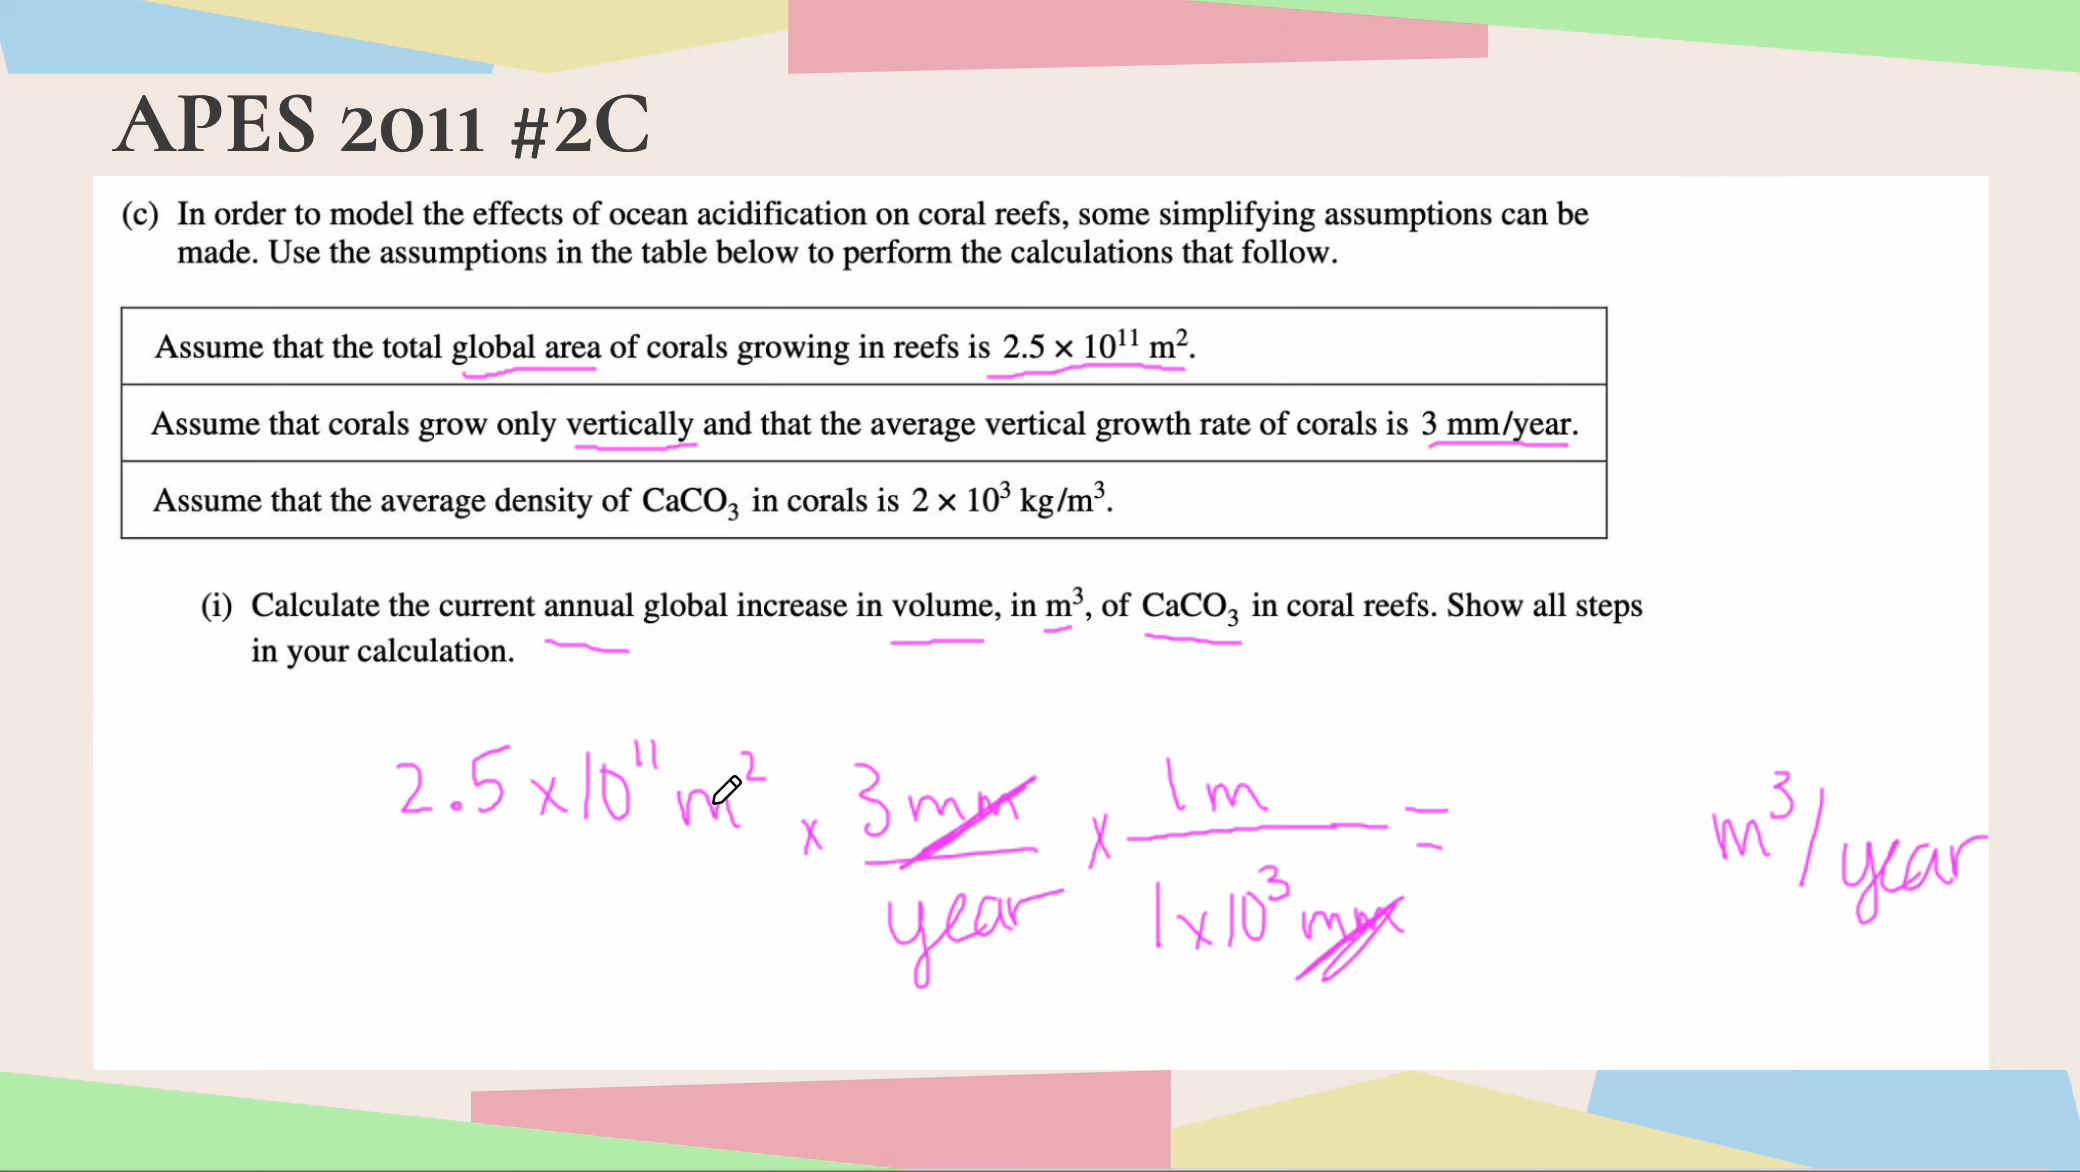 APES 2011 #2C
(c) In order to model the effects of ocean acidification on coral reefs, some simplifying assumptions can be
made. Use the assumptions in the table below to perform the calculations that follow.
Assume that the total global area of corals growing in reefs is 2.5 × 10¹¹ m².
Assume that corals grow only vertically and that the average vertical growth rate of corals is 3 mm/year.
Assume that the average density of CaCO₃ in corals is 2 × 10³ kg/m³.
(i) Calculate the current annual global increase in volume, in m³, of CaCO₃ in coral reefs. Show all steps
in your calculation.
2.5 x 10¹¹ m² x 3 mm x 1 m = m³/year
year 1 x 10³ mm